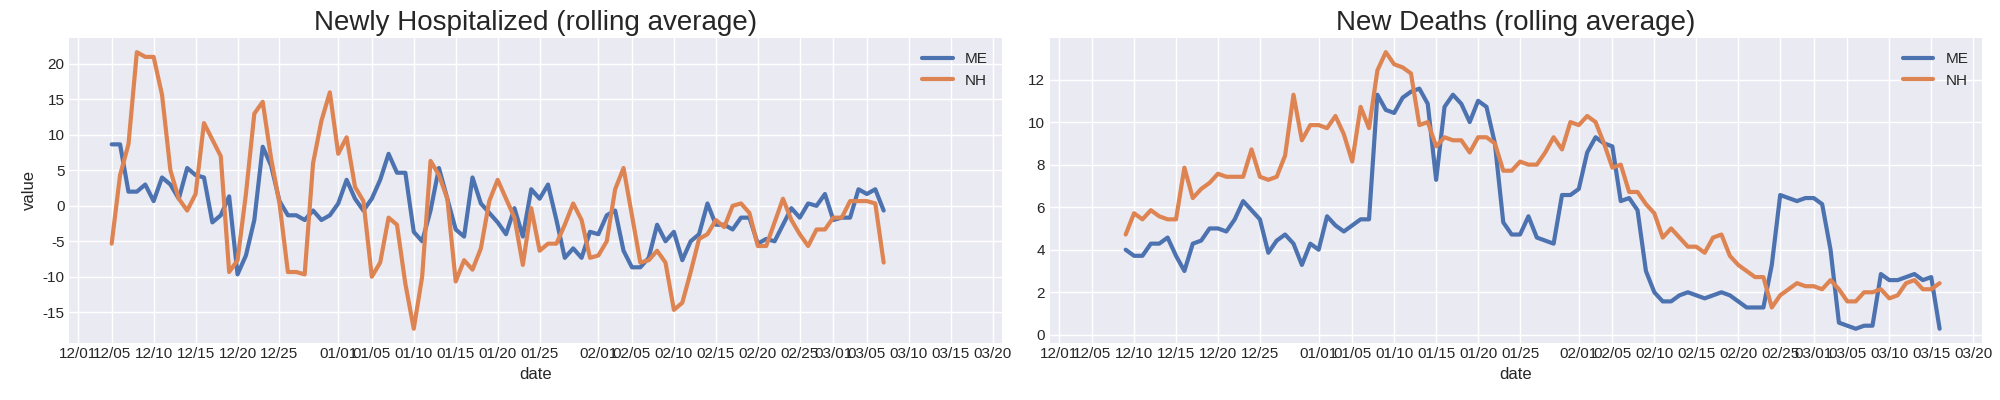 Newly Hospitalized (rolling average)
ME
NH
20
15
10
5
0
-5
-10
-15
value
12/01 12/05 12/10 12/15 12/20 12/25 01/01 01/05 01/10 01/15 01/20 01/25 02/01 02/05 02/10 02/15 02/20 02/25 03/01 03/05 03/10 03/15 03/20
date
New Deaths (rolling average)
ME
NH
12
10
8
6
4
2
0
12/01 12/05 12/10 12/15 12/20 12/25 01/01 01/05 01/10 01/15 01/20 01/25 02/01 02/05 02/10 02/15 02/20 02/25 03/01 03/05 03/10 03/15 03/20
date